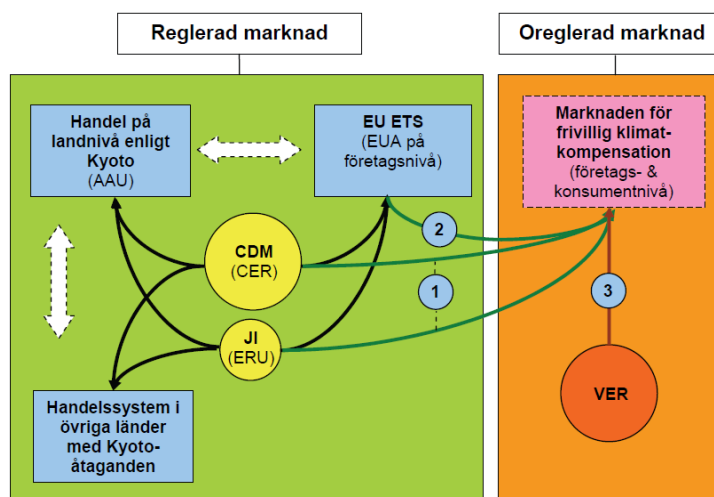 Reglerad marknad
Oreglerad marknad
Handel på
landnivå enligt
Kyoto
(AAU)
EU ETS
(EUA på
företagsnivå)
Marknaden för
frivillig klimat-
kompensation
(företags- &
konsumentnivå)
2
CDM
(CER)
1
3
JI
(ERU)
VER
Handelssystem i
övriga länder
med Kyoto-
åtaganden